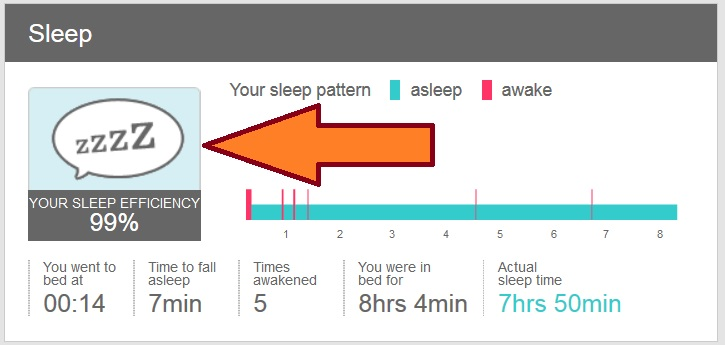 Sleep
Your sleep pattern asleep awake
zzzZ
YOUR SLEEP EFFICIENCY
99%
1 2 3 4 5 6 7 8
You went to
bed at
00:14
Time to fall
asleep
7min
Times
awakened
5
You were in
bed for
8hrs 4min
Actual
sleep time
7hrs 50min